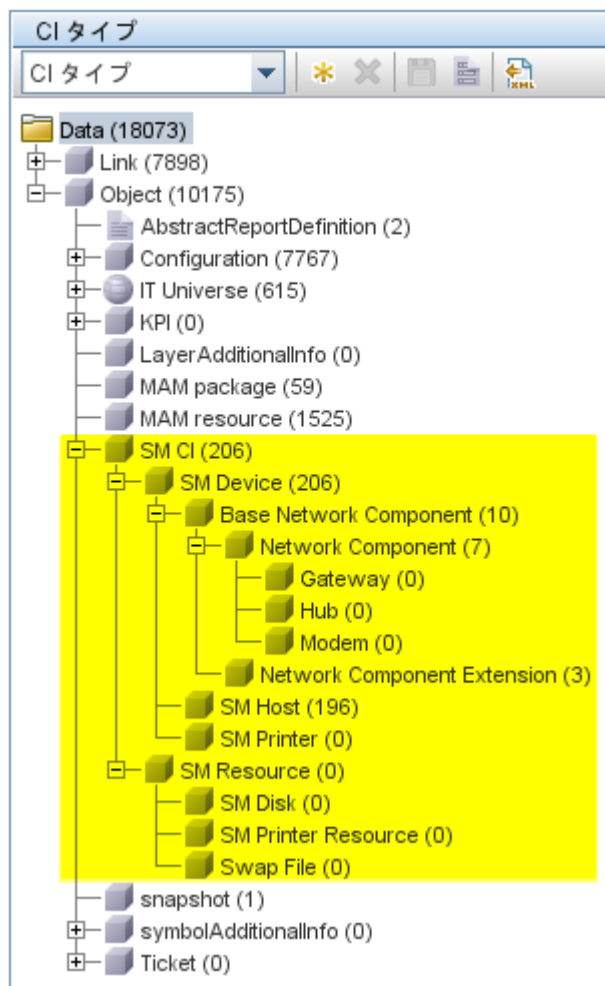 CI タイプ
CI タイプ
XML
Data (18073)
Link (7898)
Object (10175)
AbstractReportDefinition (2)
Configuration (7767)
IT Universe (615)
KPI (0)
LayerAdditionalInfo (0)
MAM package (59)
MAM resource (1525)
SM CI (206)
SM Device (206)
Base Network Component (10)
Network Component (7)
Gateway (0)
Hub (0)
Modem (0)
Network Component Extension (3)
SM Host (196)
SM Printer (0)
SM Resource (0)
SM Disk (0)
SM Printer Resource (0)
Swap File (0)
snapshot (1)
symbolAdditionalInfo (0)
Ticket (0)